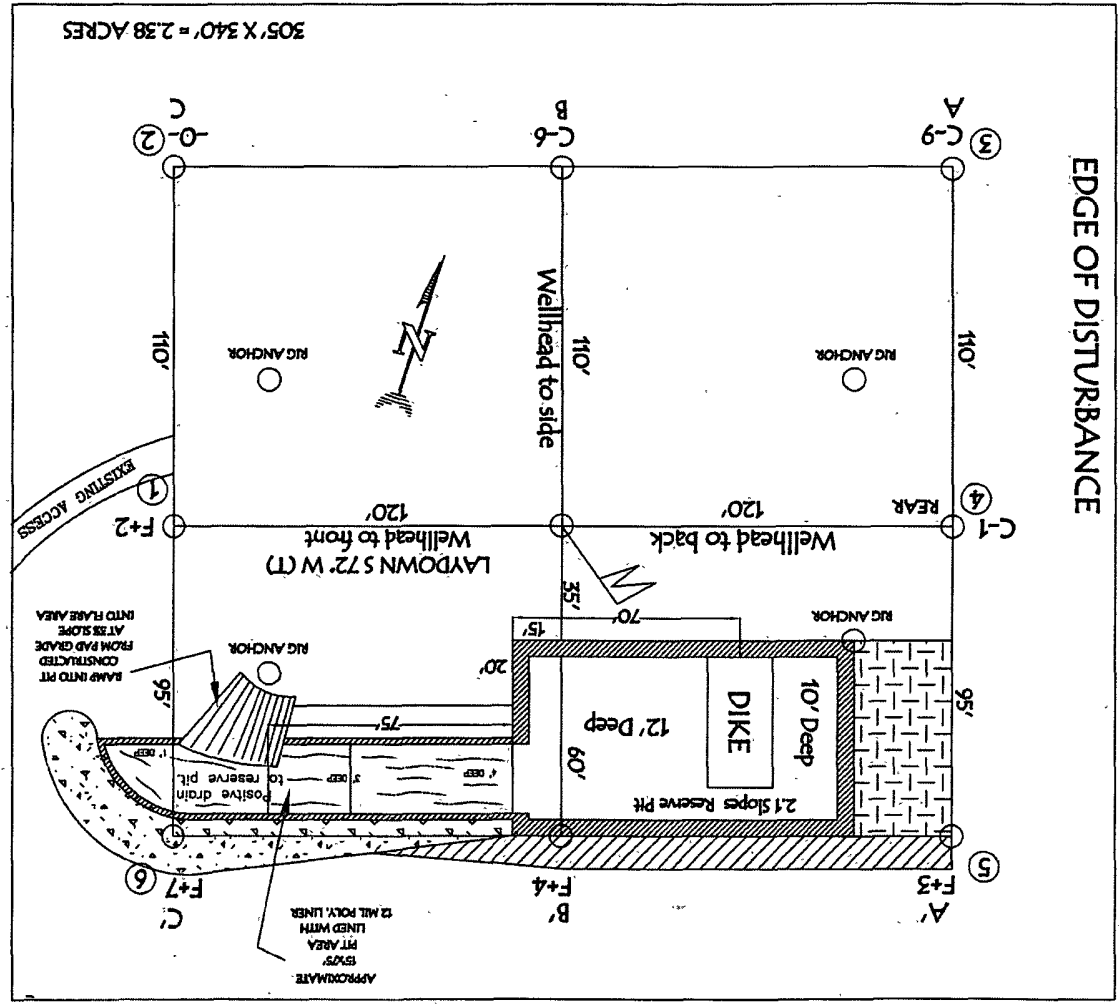 APPROXIMATE
15'x75'
PIT AREA
LINED WITH
12 MIL POLY. LINER
A'
F+3
5
B'
F+4
C'
F+7
6
2:1 Slopes Reserve Pit
10' Deep
DIKE
12' Deep
60'
4' DEEP
3' DEEP
Positive drain
to reserve pit.
1' DEEP
95'
95'
75'
20'
15'
70'
35'
RIG ANCHOR
RIG ANCHOR
RAMP INTO PIT
CONSTRUCTED
FROM PAD GRADE
INTO FLARE AREA
LAYDOWN S 72° W (T)
Wellhead to back
120'
Wellhead to front
120'
C-1
4
REAR
F+2
1
EXISTING ACCESS
110'
Wellhead to side
110'
110'
RIG ANCHOR
RIG ANCHOR
N
3
C-9
A
C-6
B
-0-
2
C
EDGE OF DISTURBANCE
305' X 340' = 2.38 ACRES